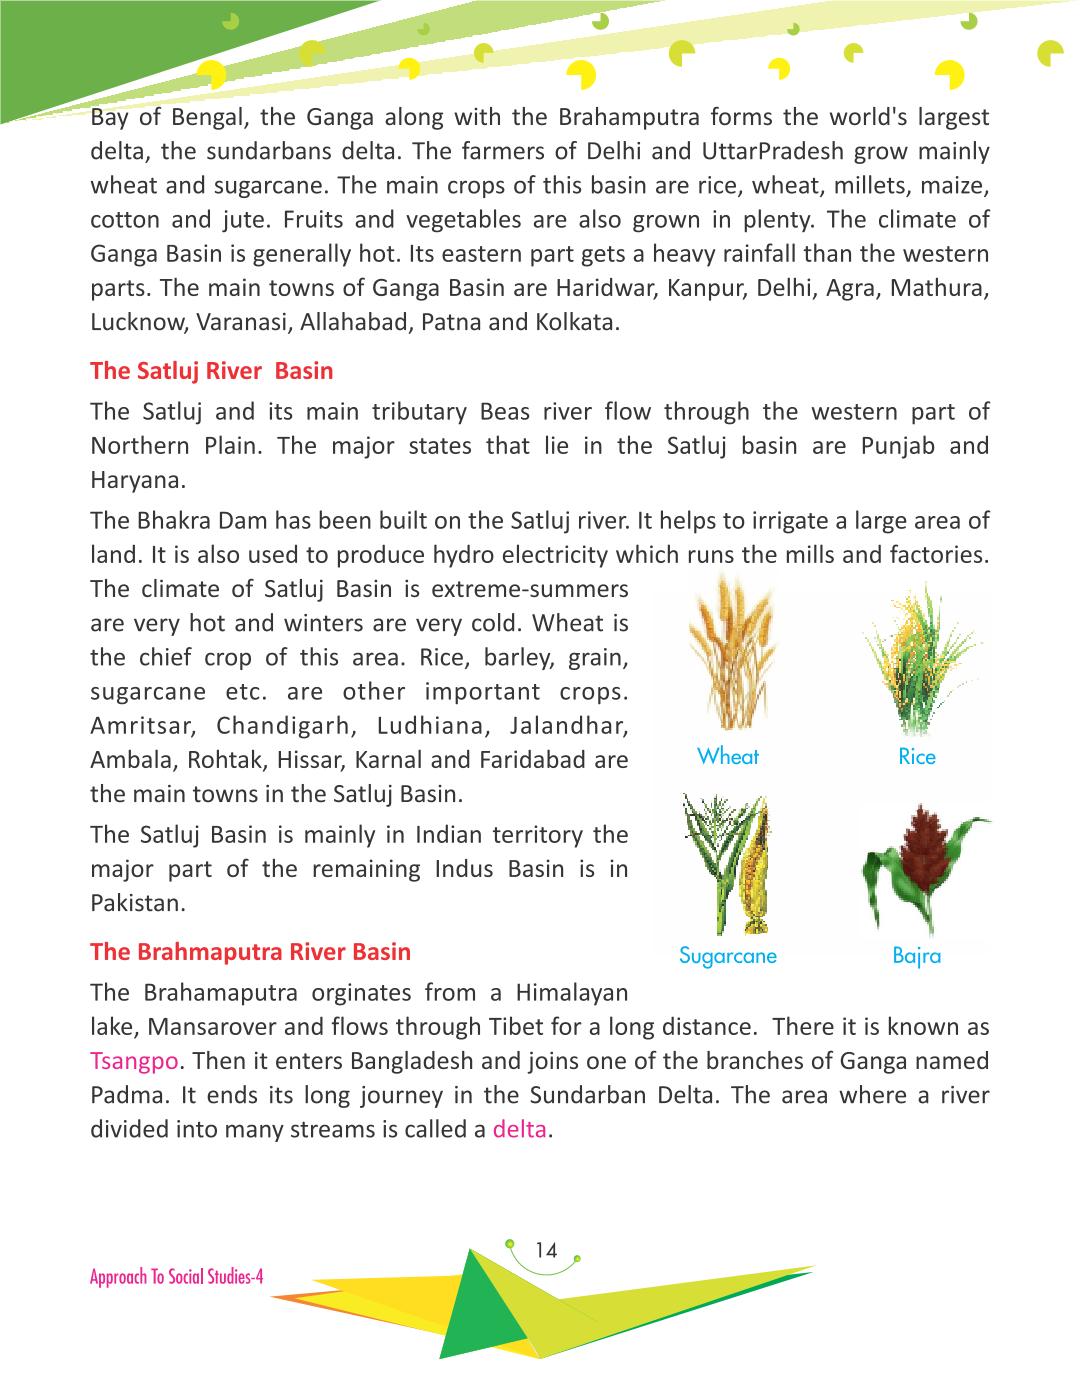 Bay of Bengal, the Ganga along with the Brahamputra forms the world's largest
delta, the sundarbans delta. The farmers of Delhi and UttarPradesh grow mainly
wheat and sugarcane. The main crops of this basin are rice, wheat, millets, maize,
cotton and jute. Fruits and vegetables are also grown in plenty. The climate of
Ganga Basin is generally hot. Its eastern part gets a heavy rainfall than the western
parts. The main towns of Ganga Basin are Haridwar, Kanpur, Delhi, Agra, Mathura,
Lucknow, Varanasi, Allahabad, Patna and Kolkata.
The Satluj River Basin
The Satluj and its main tributary Beas river flow through the western part of
Northern Plain. The major states that lie in the Satluj basin are Punjab and
Haryana.
The Bhakra Dam has been built on the Satluj river. It helps to irrigate a large area of
land. It is also used to produce hydro electricity which runs the mills and factories.
The climate of Satluj Basin is extreme-summers
are very hot and winters are very cold. Wheat is
the chief crop of this area. Rice, barley, grain,
sugarcane etc. are other important crops.
Amritsar, Chandigarh, Ludhiana, Jalandhar,
Ambala, Rohtak, Hissar, Karnal and Faridabad are
the main towns in the Satluj Basin.
The Satluj Basin is mainly in Indian territory the
major part of the remaining Indus Basin is in
Pakistan.
Wheat
Rice
Sugarcane
Bajra
The Brahmaputra River Basin
The Brahamaputra orginates from a Himalayan
lake, Mansarover and flows through Tibet for a long distance. There it is known as
Tsangpo. Then it enters Bangladesh and joins one of the branches of Ganga named
Padma. It ends its long journey in the Sundarban Delta. The area where a river
divided into many streams is called a delta.
14
Approach To Social Studies-4